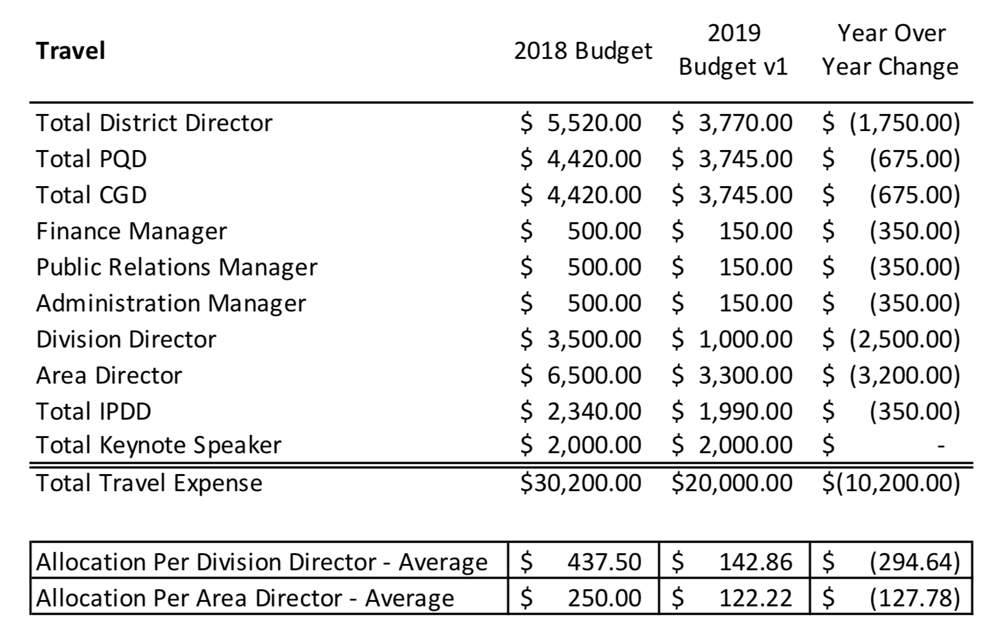 Travel 2018 Budget 2019 Budget v1 Year Over Year Change
Total District Director $ 5,520.00 $ 3,770.00 $ (1,750.00)
Total PQD $ 4,420.00 $ 3,745.00 $ (675.00)
Total CGD $ 4,420.00 $ 3,745.00 $ (675.00)
Finance Manager $ 500.00 $ 150.00 $ (350.00)
Public Relations Manager $ 500.00 $ 150.00 $ (350.00)
Administration Manager $ 500.00 $ 150.00 $ (350.00)
Division Director $ 3,500.00 $ 1,000.00 $ (2,500.00)
Area Director $ 6,500.00 $ 3,300.00 $ (3,200.00)
Total IPDD $ 2,340.00 $ 1,990.00 $ (350.00)
Total Keynote Speaker $ 2,000.00 $ 2,000.00 $ -
Total Travel Expense $30,200.00 $20,000.00 $(10,200.00)
Allocation Per Division Director - Average $ 437.50 $ 142.86 $ (294.64)
Allocation Per Area Director - Average $ 250.00 $ 122.22 $ (127.78)